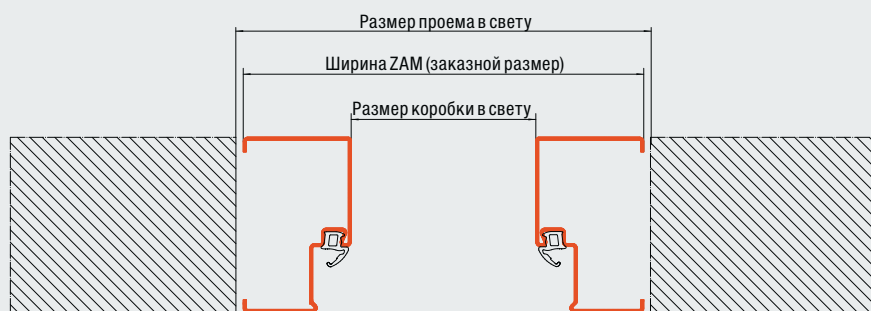 Размер проема в свету
Ширина ZAM (заказной размер)
Размер коробки в свету